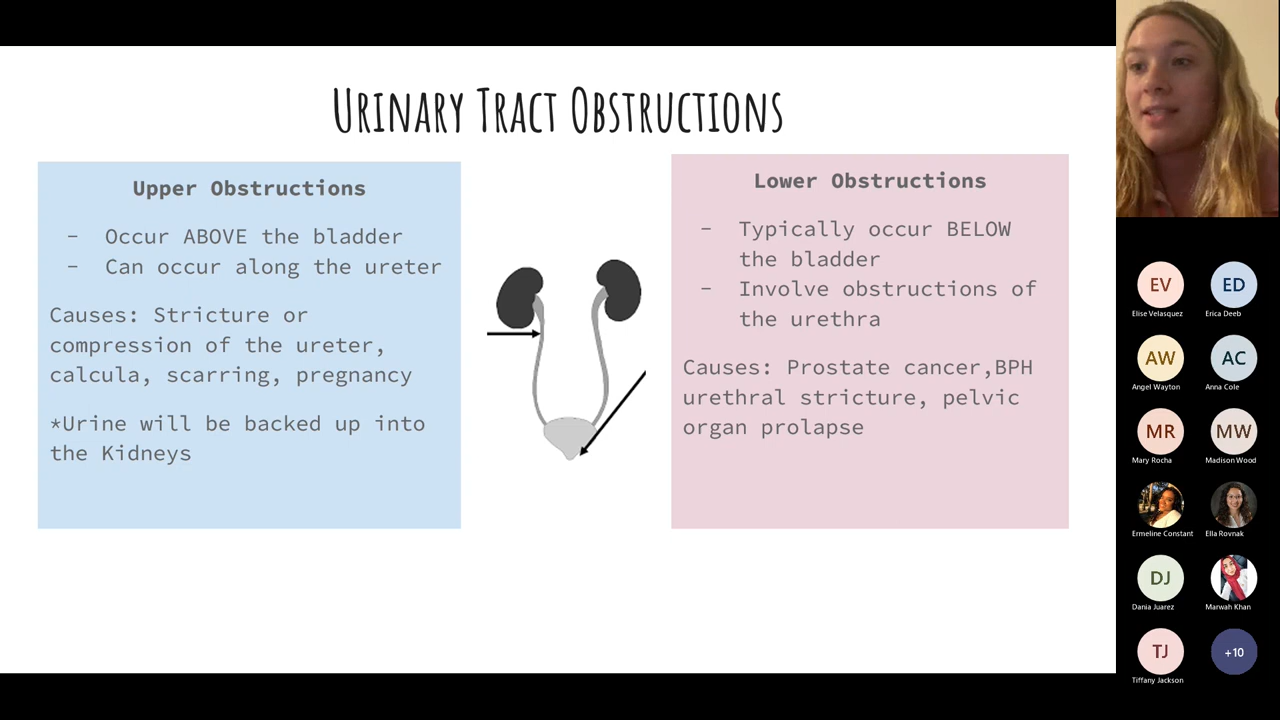 URINARY TRACT OBSTRUCTIONS
Upper Obstructions
- Occur ABOVE the bladder
- Can occur along the ureter
Causes: Stricture or
compression of the ureter,
calcula, scarring, pregnancy
*Urine will be backed up into
the Kidneys
Lower Obstructions
- Typically occur BELOW
the bladder
- Involve obstructions of
the urethra
Causes: Prostate cancer,BPH
urethral stricture, pelvic
organ prolapse
EV
ED
Elise Velasquez
Erica Deeb
AW
AC
Angel Wayton
Anna Cole
MR
MW
Mary Rocha
Madison Wood
Ermeline Constant
Ella Rovnak
DJ
Dania Juarez
Marwah Khan
TJ
+10
Tiffany Jackson